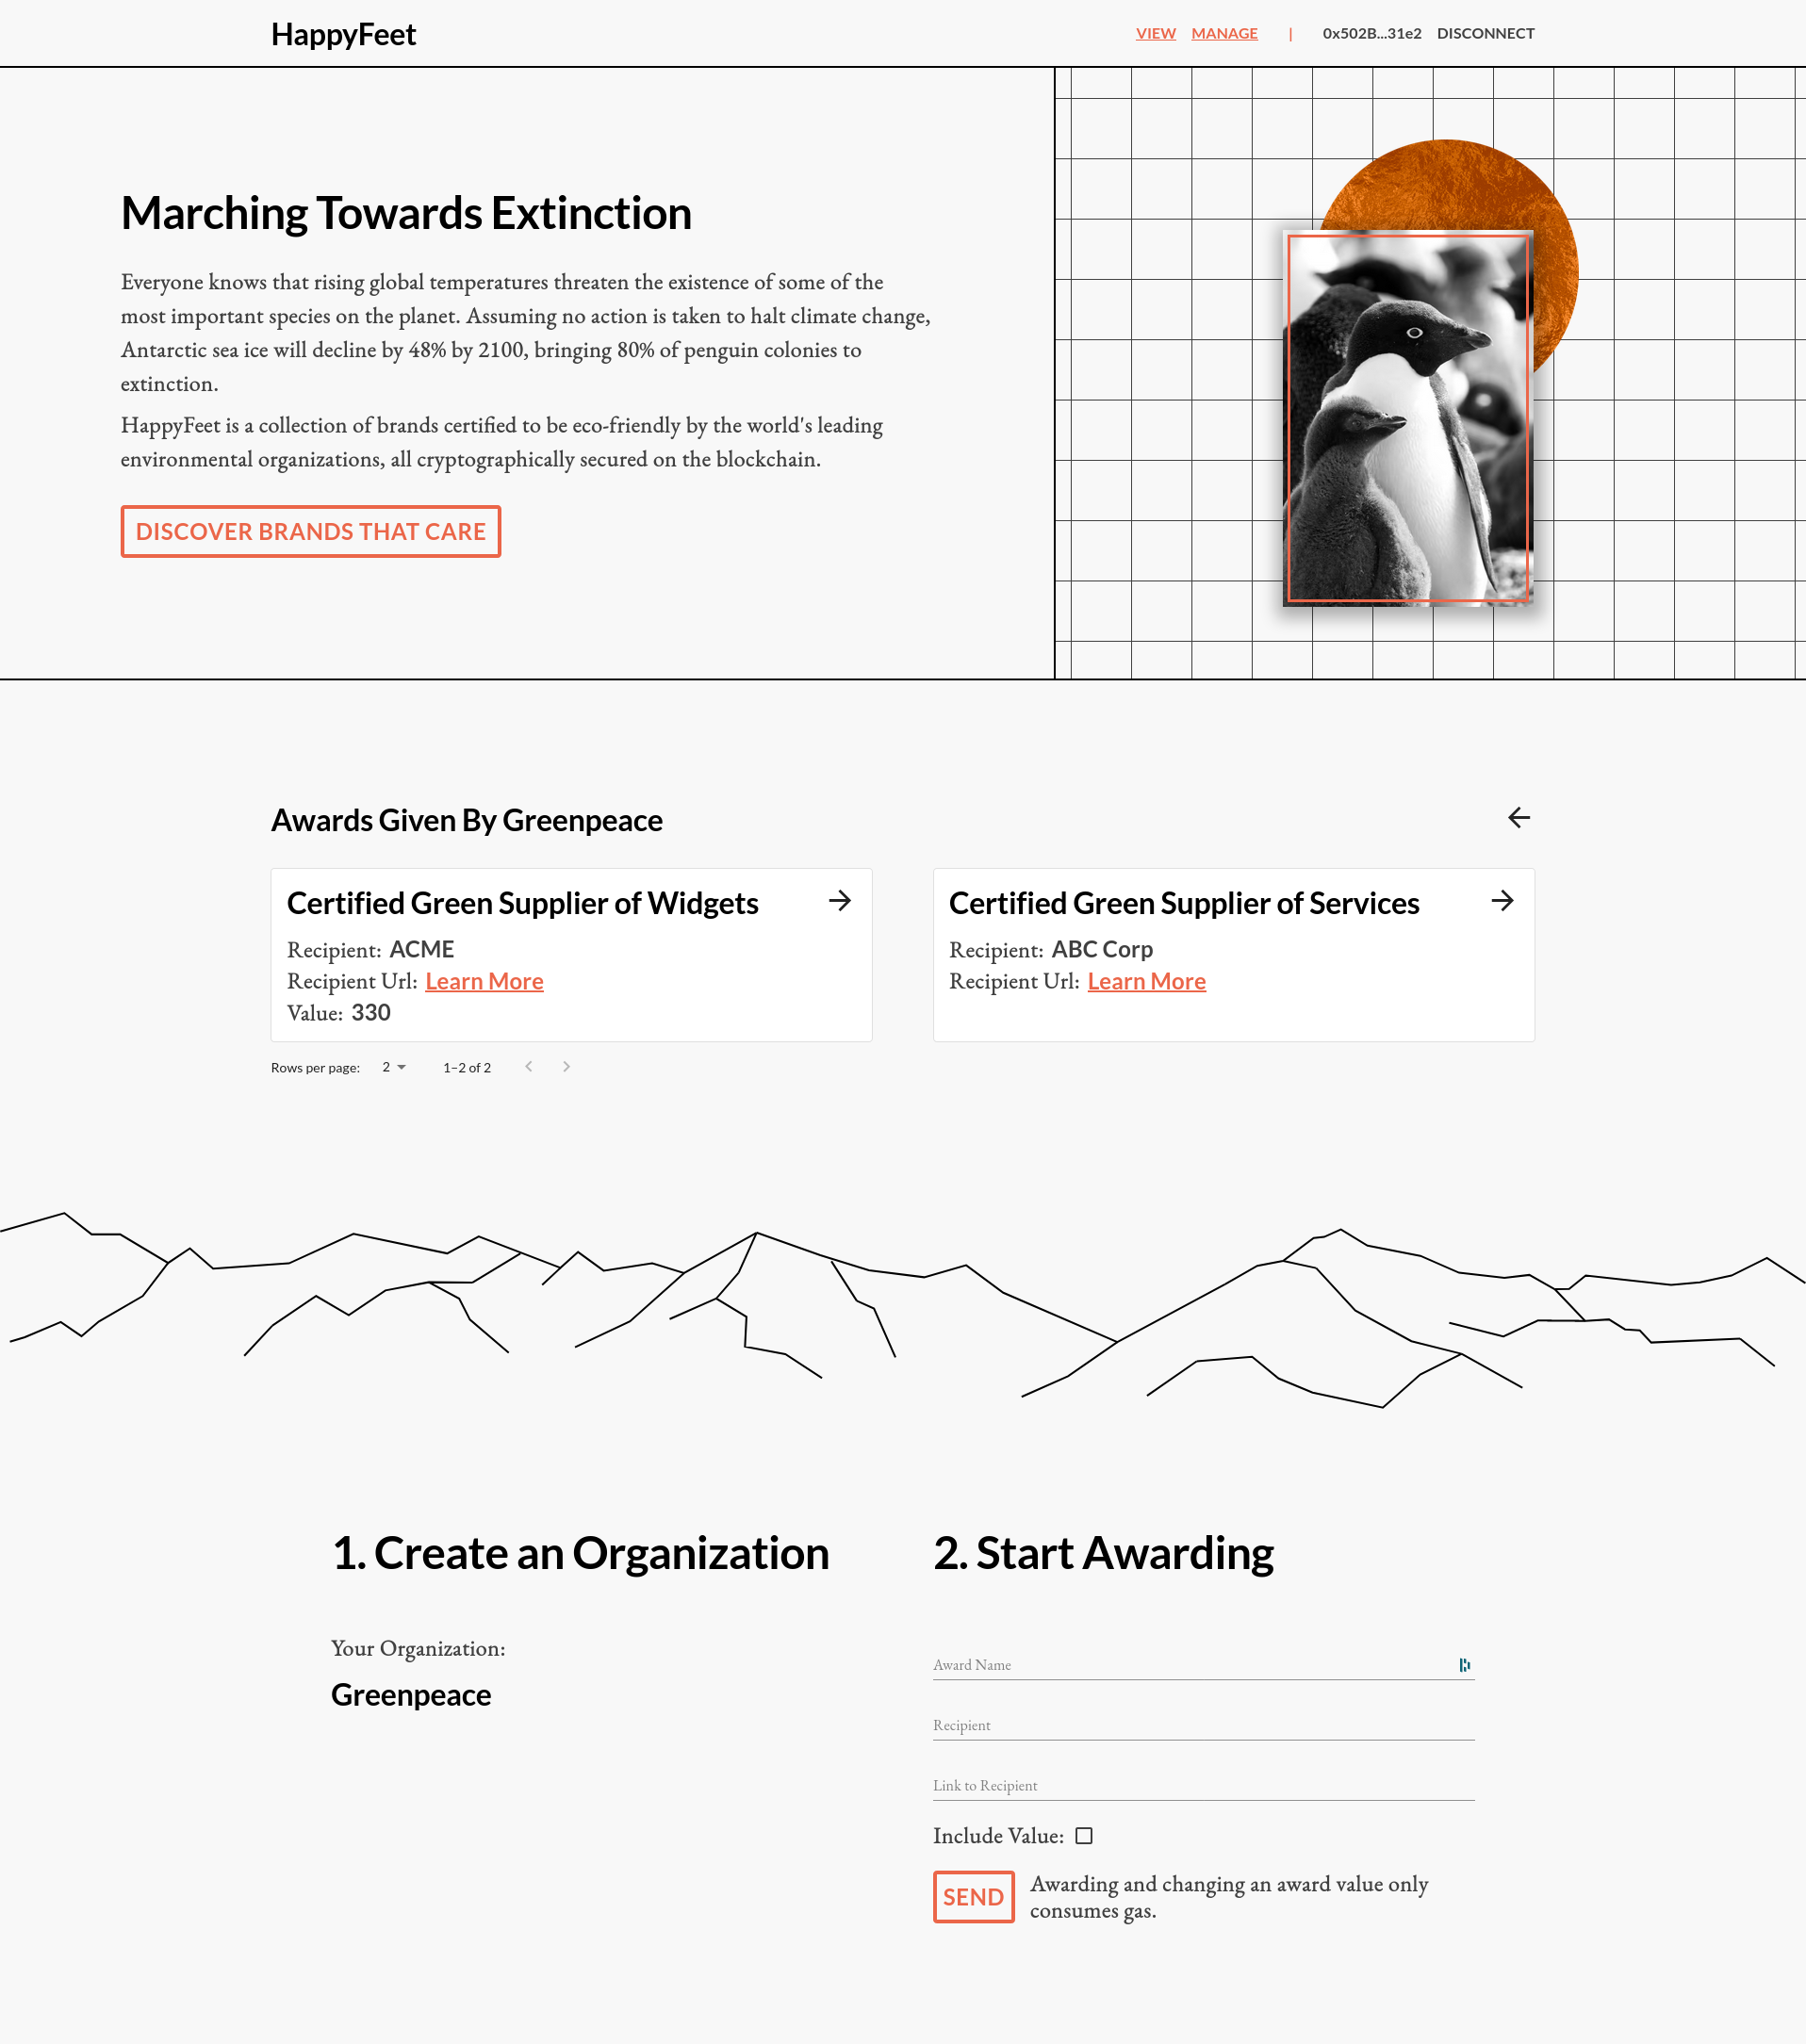 HappyFeet
VIEW MANAGE | 0x502B...31e2 DISCONNECT
Marching Towards Extinction
Everyone knows that rising global temperatures threaten the existence of some of the
most important species on the planet. Assuming no action is taken to halt climate change,
Antarctic sea ice will decline by 48% by 2100, bringing 80% of penguin colonies to
extinction.
HappyFeet is a collection of brands certified to be eco-friendly by the world's leading
environmental organizations, all cryptographically secured on the blockchain.
DISCOVER BRANDS THAT CARE
Awards Given By Greenpeace
Certified Green Supplier of Widgets
Recipient: ACME
Recipient Url: Learn More
Value: 330
Certified Green Supplier of Services
Recipient: ABC Corp
Recipient Url: Learn More
Rows per page: 2 1–2 of 2
1. Create an Organization
Your Organization:
Greenpeace
2. Start Awarding
Award Name
Recipient
Link to Recipient
Include Value:
SEND
Awarding and changing an award value only
consumes gas.